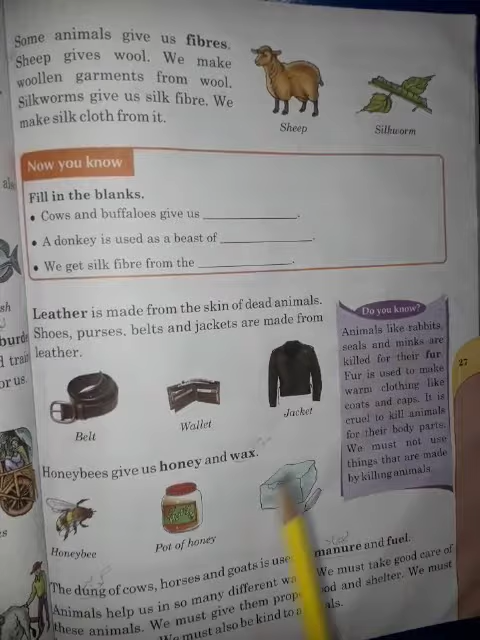 Some animals give us fibres.
Sheep gives wool. We make
woollen garments from wool.
Silkworms give us silk fibre. We
make silk cloth from it.
Sheep
Silkworm
Now you know
Fill in the blanks.
• Cows and buffaloes give us ______________.
• A donkey is used as a beast of ______________.
• We get silk fibre from the ______________.
Leather is made from the skin of dead animals.
Shoes, purses, belts and jackets are made from
leather.
Belt
Wallet
Jacket
Do you know?
Animals like rabbits,
seals and minks are
killed for their fur.
Fur is used to make
warm clothing like
coats and caps. It is
cruel to kill animals
for their body parts.
We must not use
things that are made
by killing animals.
27
Honeybees give us honey and wax.
Honeybee
Pot of honey
The dung of cows, horses and goats is manure and fuel.
Animals help us in so many different We must take good care of
these animals. We must give them and shelter. We must
We must also be kind to